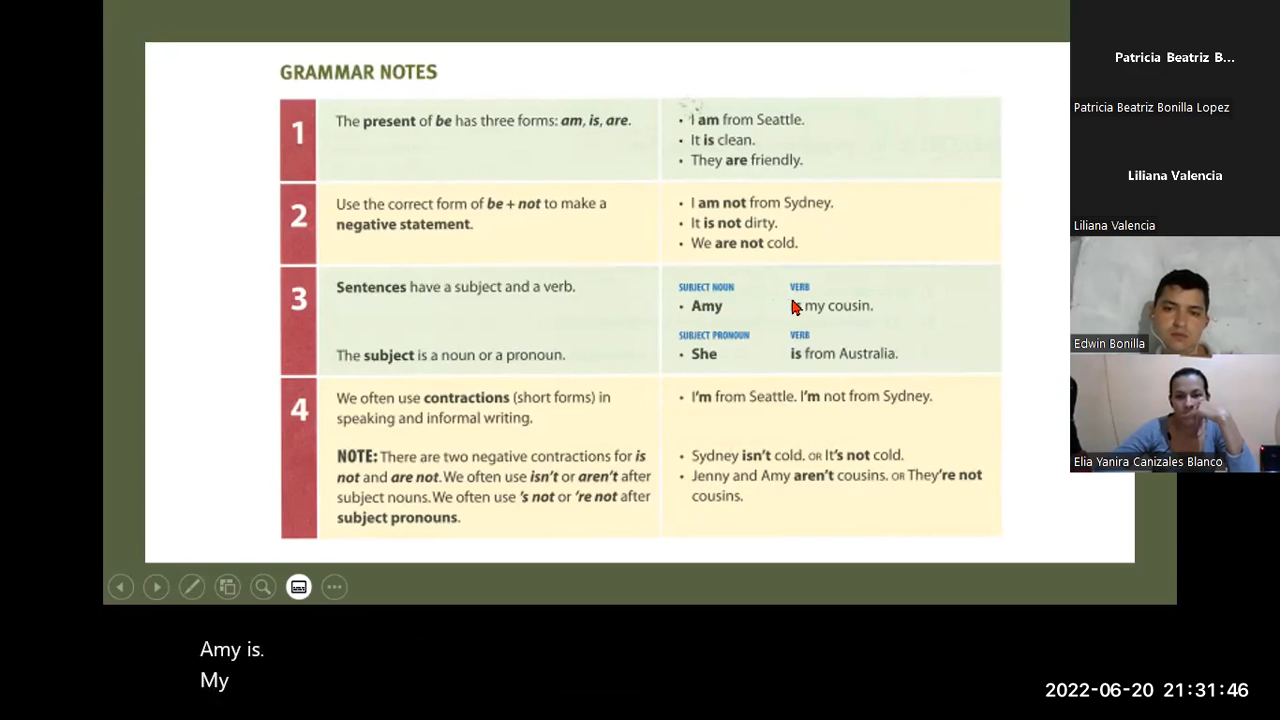 GRAMMAR NOTES
1
The present of be has three forms: am, is, are.
• I am from Seattle.
• It is clean.
• They are friendly.
2
Use the correct form of be + not to make a
negative statement.
• I am not from Sydney.
• It is not dirty.
• We are not cold.
3
Sentences have a subject and a verb.
The subject is a noun or a pronoun.
SUBJECT NOUN VERB
• Amy my cousin.
SUBJECT PRONOUN VERB
• She is from Australia.
4
We often use contractions (short forms) in
speaking and informal writing.
NOTE: There are two negative contractions for is
not and are not. We often use isn't or aren't after
subject nouns. We often use 's not or 're not after
subject pronouns.
• I'm from Seattle. I'm not from Sydney.
• Sydney isn't cold. OR It's not cold.
• Jenny and Amy aren't cousins. OR They're not
cousins.
Patricia Beatriz B...
Patricia Beatriz Bonilla Lopez
Liliana Valencia
Liliana Valencia
Edwin Bonilla
Elia Yanira Canizales Blanco
Amy is.
My
2022-06-20 21:31:46